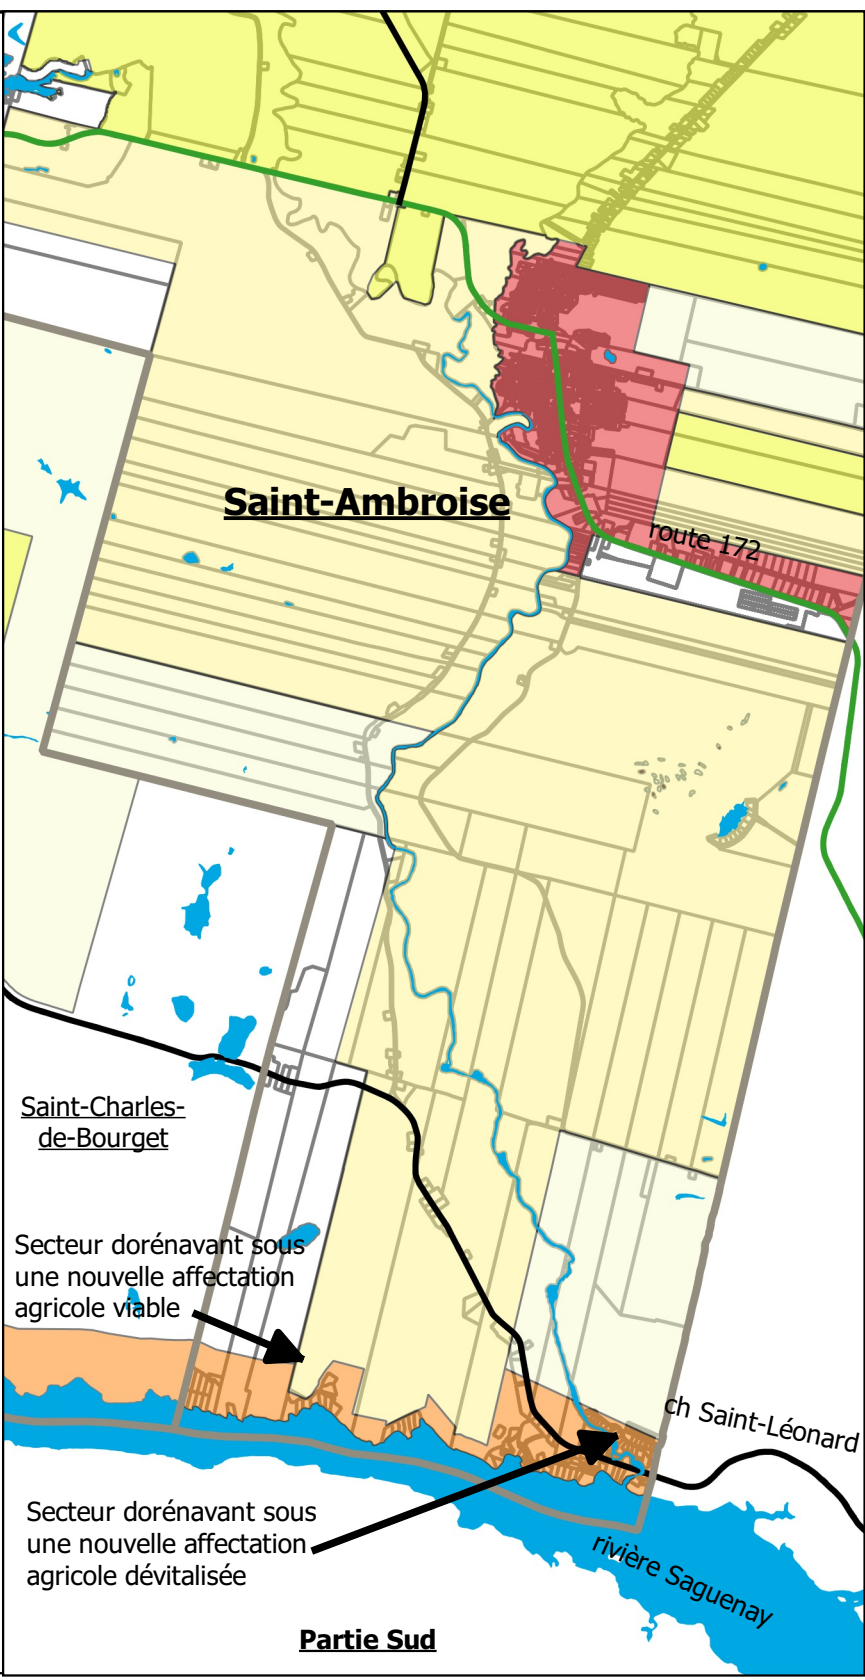 Saint-Ambroise
route 172
Saint-Charles-
de-Bourget
Secteur dorénavant sous
une nouvelle affectation
agricole viable
ch Saint-Léonard
Secteur dorénavant sous
une nouvelle affectation
agricole dévitalisée
rivière Saguenay
Partie Sud